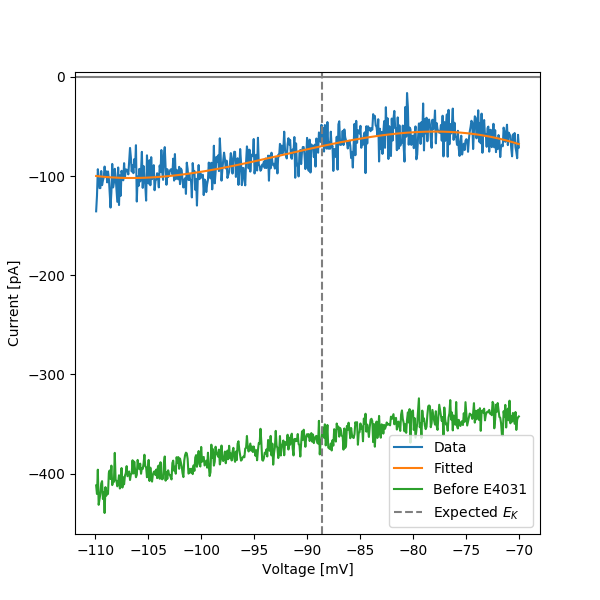 0
−100
−200
−300
−400
Current [pA]
−110
−105
−100
−95
−90
−85
−80
−75
−70
Voltage [mV]
Data
Fitted
Before E4031
Expected E_K